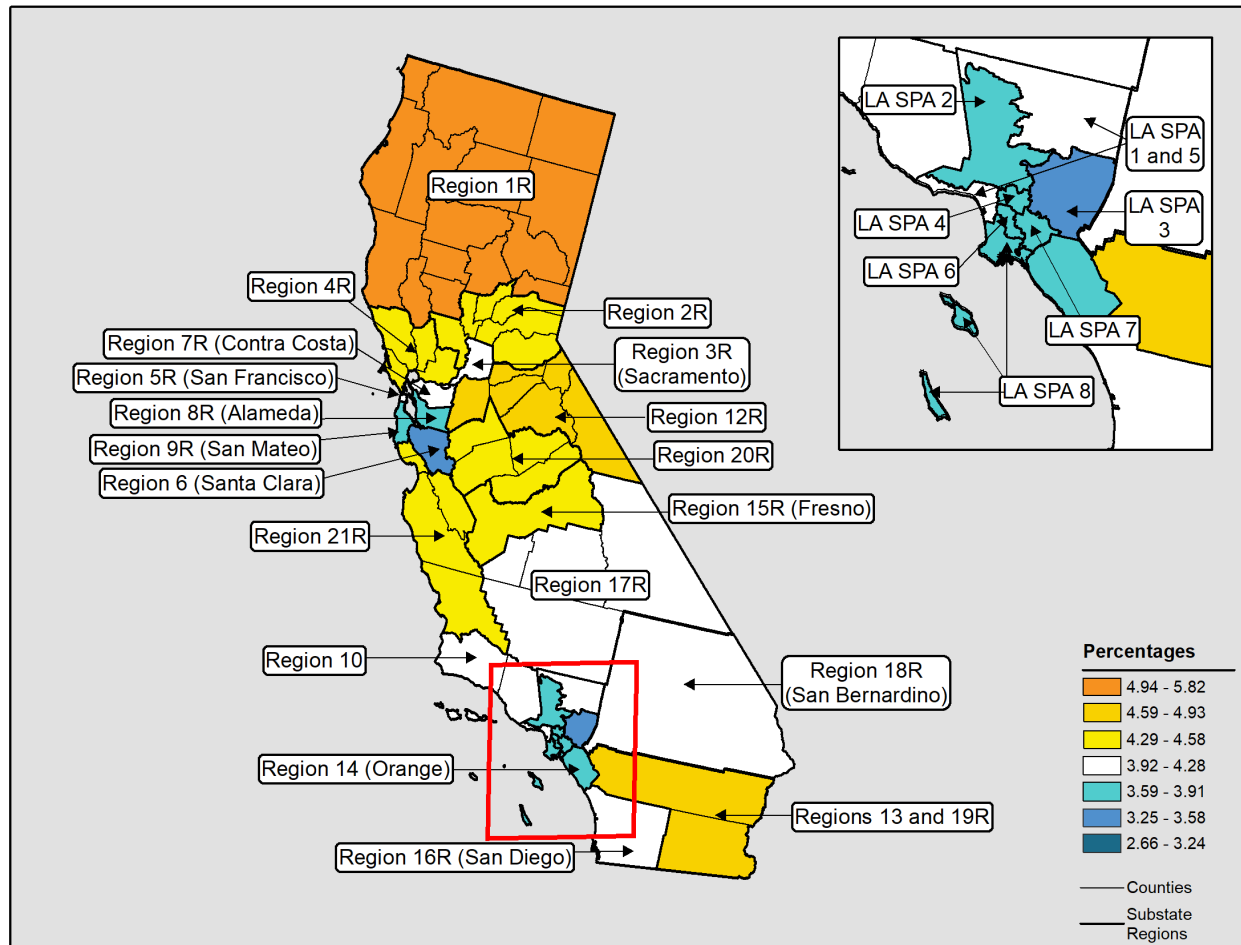 LA SPA 2
LA SPA
1 and 5
LA SPA
3
LA SPA 4
LA SPA 6
LA SPA 7
LA SPA 8
Region 1R
Region 4R
Region 2R
Region 7R (Contra Costa)
Region 3R
(Sacramento)
Region 5R (San Francisco)
Region 8R (Alameda)
Region 12R
Region 9R (San Mateo)
Region 20R
Region 6 (Santa Clara)
Region 15R (Fresno)
Region 21R
Region 17R
Region 10
Region 18R
(San Bernardino)
Region 14 (Orange)
Regions 13 and 19R
Region 16R (San Diego)
Percentages
4.94 - 5.82
4.59 - 4.93
4.29 - 4.58
3.92 - 4.28
3.59 - 3.91
3.25 - 3.58
2.66 - 3.24
Counties
Substate
Regions